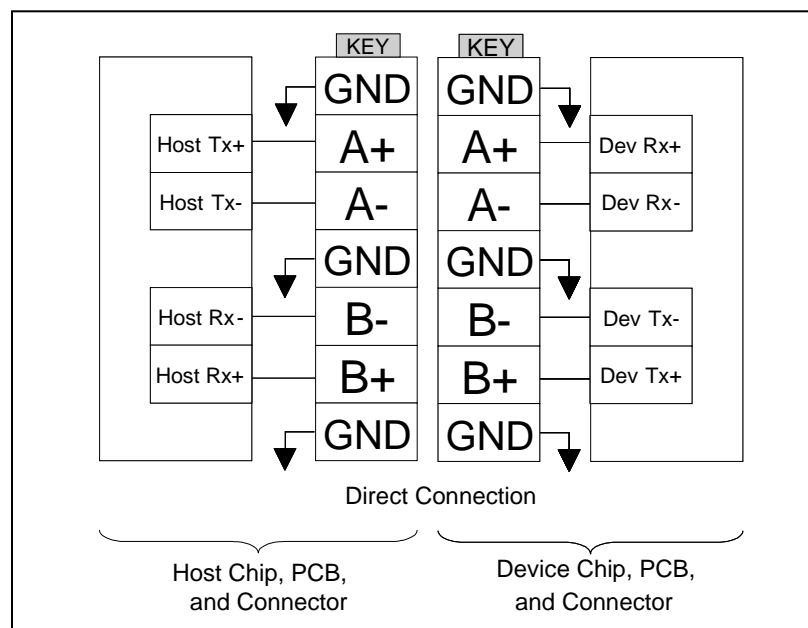 KEY KEY
GND GND
Host Tx+ A+ A+ Dev Rx+
Host Tx- A- A- Dev Rx-
GND GND
Host Rx- B- B- Dev Tx-
Host Rx+ B+ B+ Dev Tx+
GND GND
Direct Connection
Host Chip, PCB, Device Chip, PCB,
and Connector and Connector